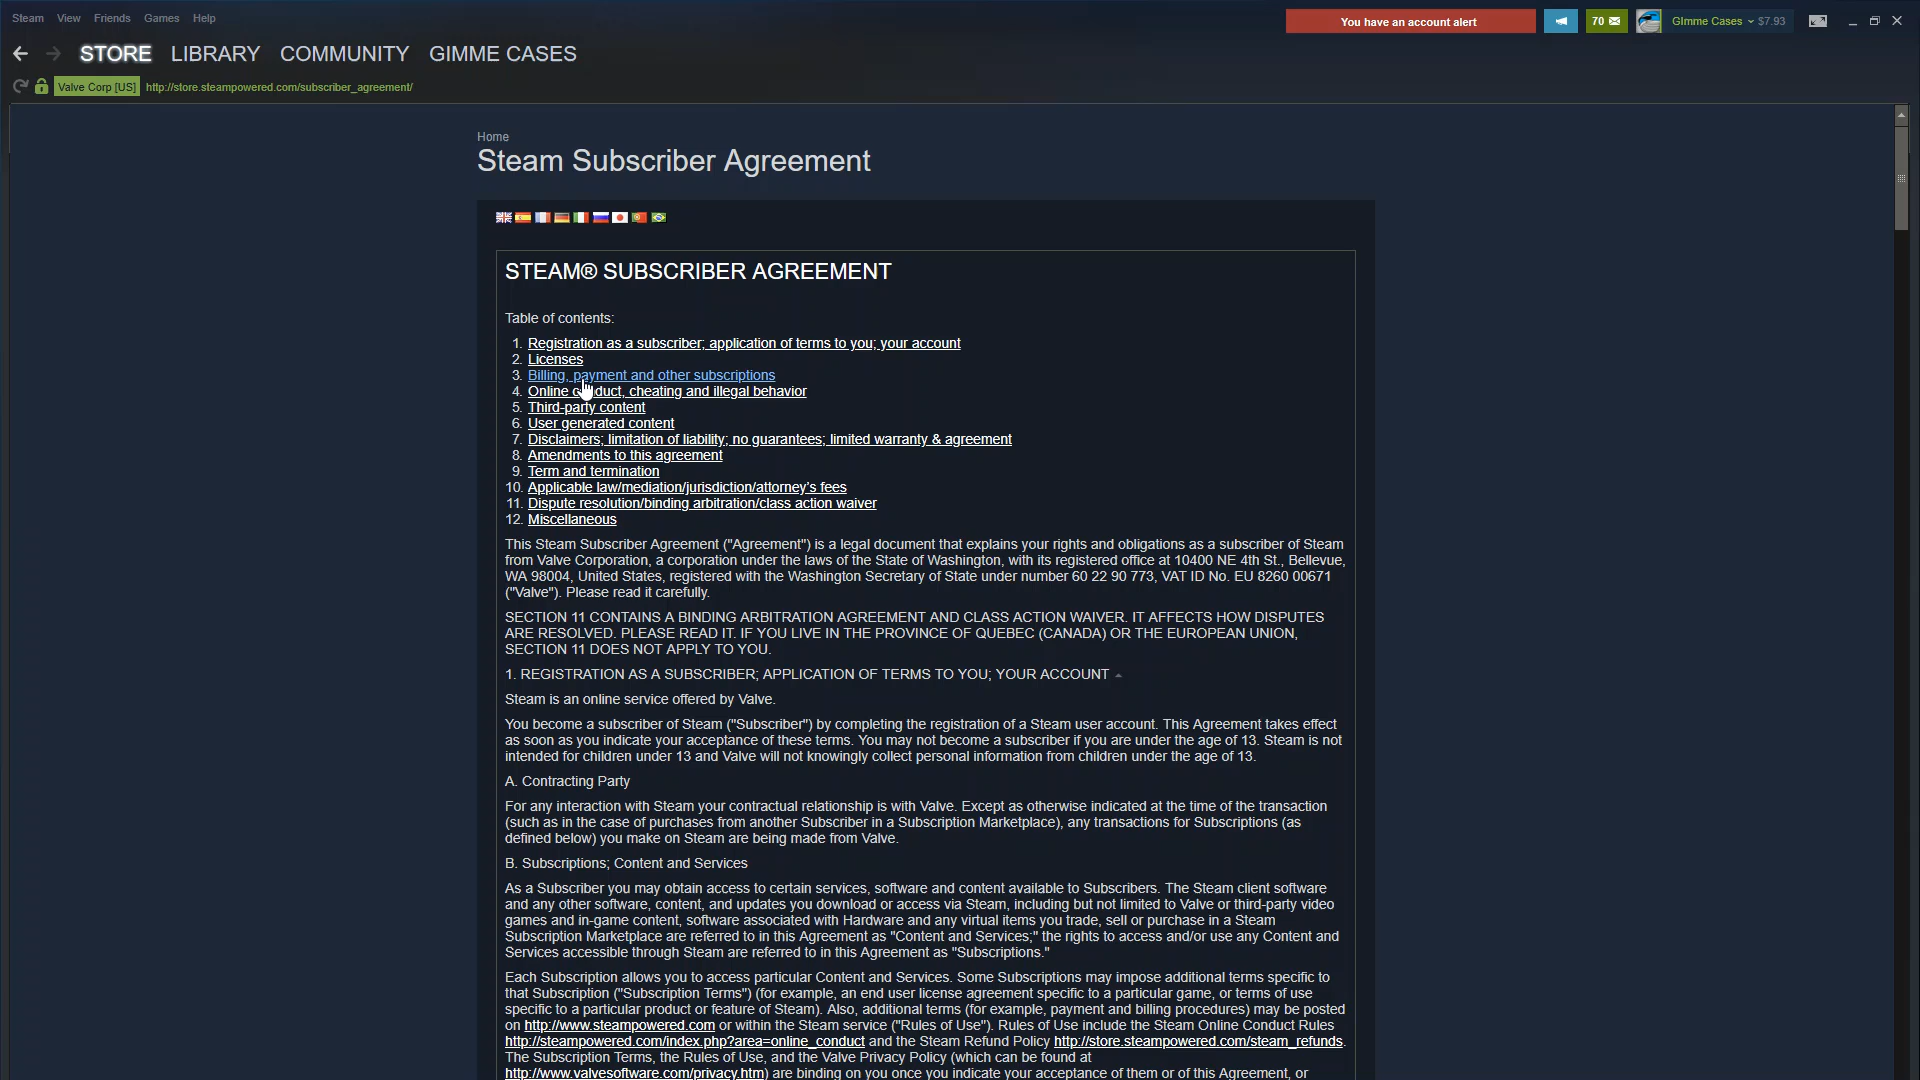 Steam View Friends Games Help
You have an account alert
70
GImme Cases $7.93
STORE LIBRARY COMMUNITY GIMME CASES
Valve Corp [US] http://store.steampowered.com/subscriber_agreement/
Home
Steam Subscriber Agreement
STEAM® SUBSCRIBER AGREEMENT
Table of contents:
1. Registration as a subscriber; application of terms to you; your account
2. Licenses
3. Billing, payment and other subscriptions
4. Online conduct, cheating and illegal behavior
5. Third-party content
6. User generated content
7. Disclaimers; limitation of liability; no guarantees; limited warranty & agreement
8. Amendments to this agreement
9. Term and termination
10. Applicable law/mediation/jurisdiction/attorney's fees
11. Dispute resolution/binding arbitration/class action waiver
12. Miscellaneous
This Steam Subscriber Agreement ("Agreement") is a legal document that explains your rights and obligations as a subscriber of Steam
from Valve Corporation, a corporation under the laws of the State of Washington, with its registered office at 10400 NE 4th St., Bellevue,
WA 98004, United States, registered with the Washington Secretary of State under number 60 22 90 773, VAT ID No. EU 8260 00671
("Valve"). Please read it carefully.
SECTION 11 CONTAINS A BINDING ARBITRATION AGREEMENT AND CLASS ACTION WAIVER. IT AFFECTS HOW DISPUTES
ARE RESOLVED. PLEASE READ IT. IF YOU LIVE IN THE PROVINCE OF QUEBEC (CANADA) OR THE EUROPEAN UNION,
SECTION 11 DOES NOT APPLY TO YOU.
1. REGISTRATION AS A SUBSCRIBER; APPLICATION OF TERMS TO YOU; YOUR ACCOUNT
Steam is an online service offered by Valve.
You become a subscriber of Steam ("Subscriber") by completing the registration of a Steam user account. This Agreement takes effect
as soon as you indicate your acceptance of these terms. You may not become a subscriber if you are under the age of 13. Steam is not
intended for children under 13 and Valve will not knowingly collect personal information from children under the age of 13.
A. Contracting Party
For any interaction with Steam your contractual relationship is with Valve. Except as otherwise indicated at the time of the transaction
(such as in the case of purchases from another Subscriber in a Subscription Marketplace), any transactions for Subscriptions (as
defined below) you make on Steam are being made from Valve.
B. Subscriptions; Content and Services
As a Subscriber you may obtain access to certain services, software and content available to Subscribers. The Steam client software
and any other software, content, and updates you download or access via Steam, including but not limited to Valve or third-party video
games and in-game content, software associated with Hardware and any virtual items you trade, sell or purchase in a Steam
Subscription Marketplace are referred to in this Agreement as "Content and Services;" the rights to access and/or use any Content and
Services accessible through Steam are referred to in this Agreement as "Subscriptions."
Each Subscription allows you to access particular Content and Services. Some Subscriptions may impose additional terms specific to
that Subscription ("Subscription Terms") (for example, an end user license agreement specific to a particular game, or terms of use
specific to a particular product or feature of Steam). Also, additional terms (for example, payment and billing procedures) may be posted
on http://www.steampowered.com or within the Steam service ("Rules of Use"). Rules of Use include the Steam Online Conduct Rules
http://steampowered.com/index.php?area=online_conduct and the Steam Refund Policy http://store.steampowered.com/steam_refunds.
The Subscription Terms, the Rules of Use, and the Valve Privacy Policy (which can be found at
http://www.valvesoftware.com/privacy.htm) are binding on you once you indicate your acceptance of them or of this Agreement, or